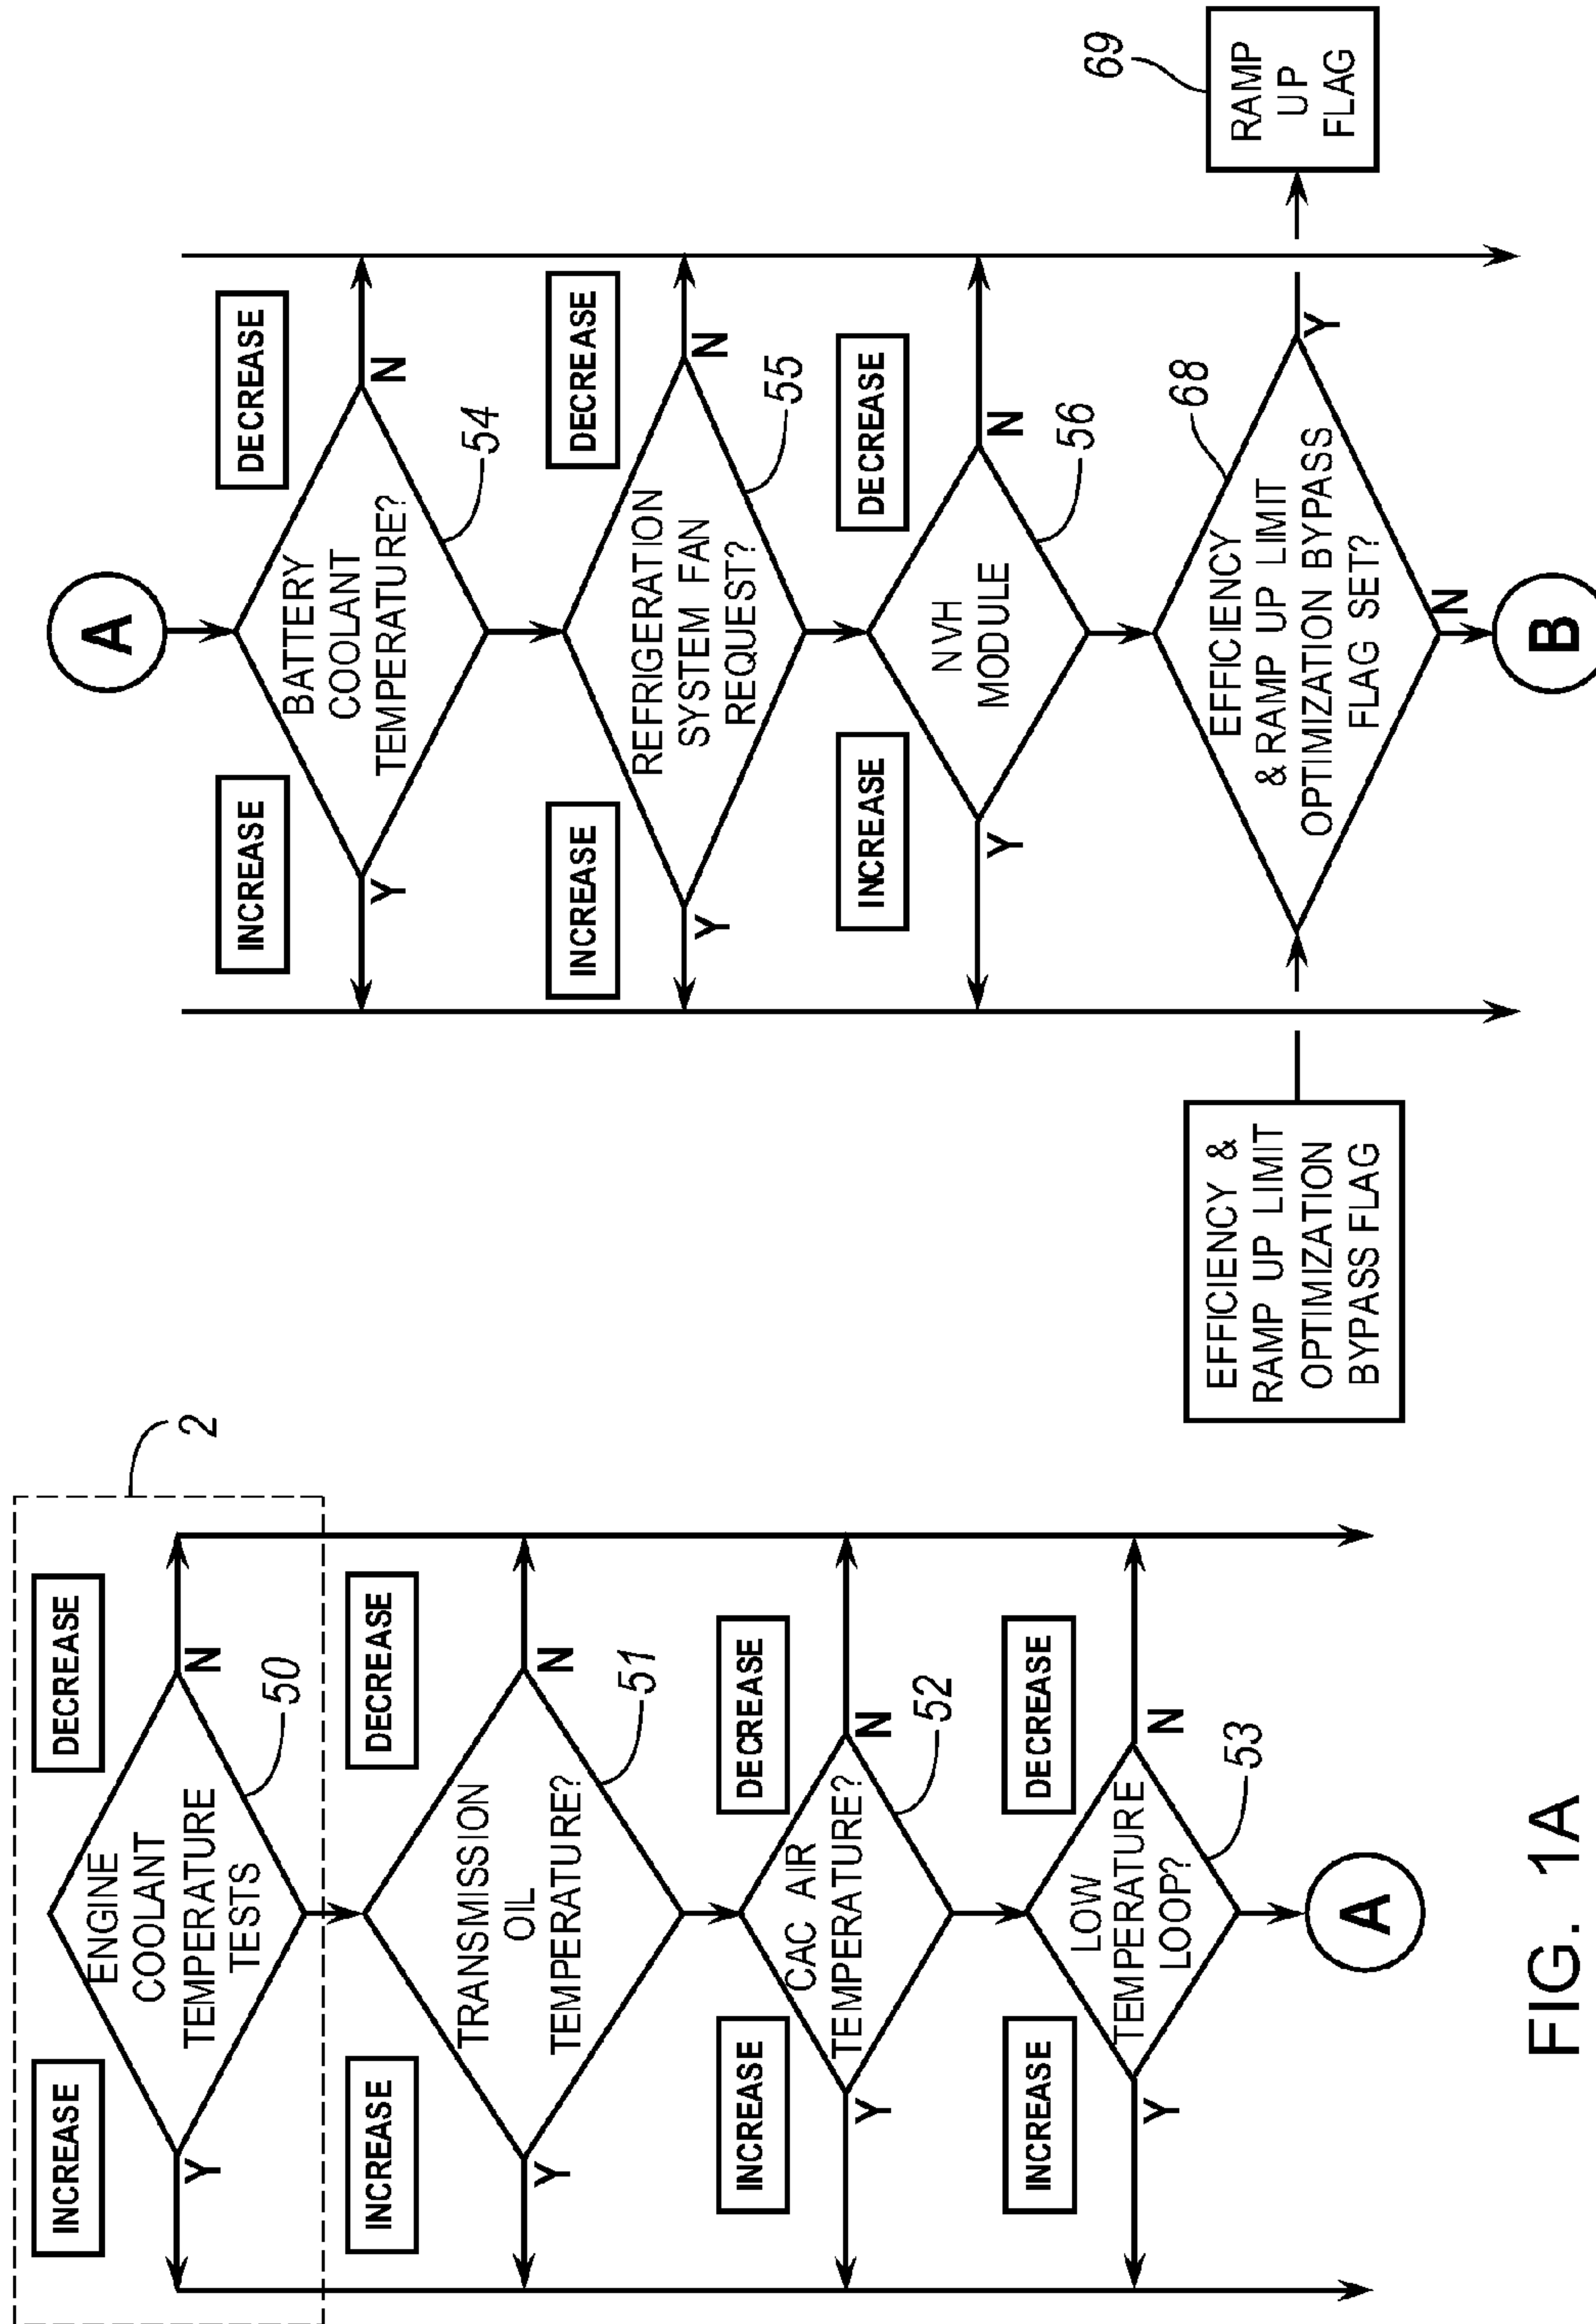 2
INCREASE
DECREASE
ENGINE
COOLANT
TEMPERATURE
TESTS
Y
N
50
INCREASE
DECREASE
TRANSMISSION
OIL
TEMPERATURE?
Y
N
51
INCREASE
DECREASE
CAC AIR
TEMPERATURE?
Y
N
52
INCREASE
DECREASE
LOW
TEMPERATURE
LOOP?
Y
N
53
A
FIG. 1A
A
INCREASE
DECREASE
BATTERY
COOLANT
TEMPERATURE?
Y
N
54
INCREASE
DECREASE
REFRIGERATION
SYSTEM FAN
REQUEST?
Y
N
55
INCREASE
DECREASE
NVH
MODULE
Y
N
56
EFFICIENCY &
RAMP UP LIMIT
OPTIMIZATION
BYPASS FLAG
EFFICIENCY
& RAMP UP LIMIT
OPTIMIZATION BYPASS
FLAG SET?
68
Y
N
69
RAMP
UP
FLAG
B